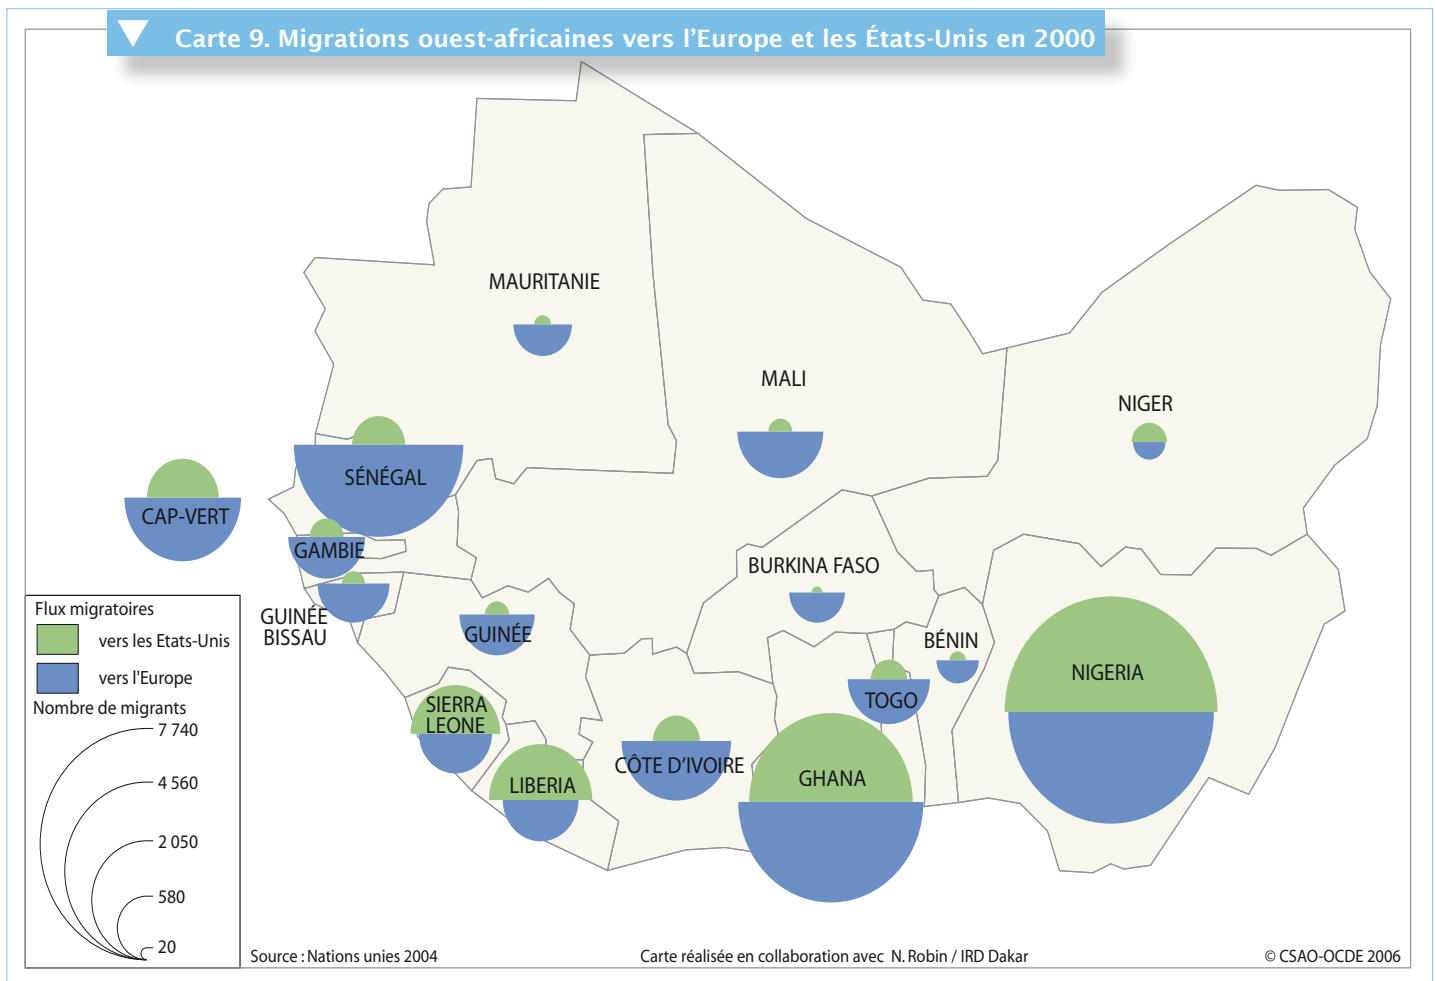 Carte 9. Migrations ouest-africaines vers l'Europe et les États-Unis en 2000
MAURITANIE
MALI
NIGER
SÉNÉGAL
CAP-VERT
GAMBIE
GUINÉE
BISSAU
GUINÉE
BURKINA FASO
BÉNIN
NIGERIA
TOGO
SIERRA
LEONE
LIBERIA
CÔTE D'IVOIRE
GHANA
Flux migratoires
vers les Etats-Unis
vers l'Europe
Nombre de migrants
7 740
4 560
2 050
580
20
Source : Nations unies 2004
Carte réalisée en collaboration avec N. Robin / IRD Dakar
© CSAO-OCDE 2006